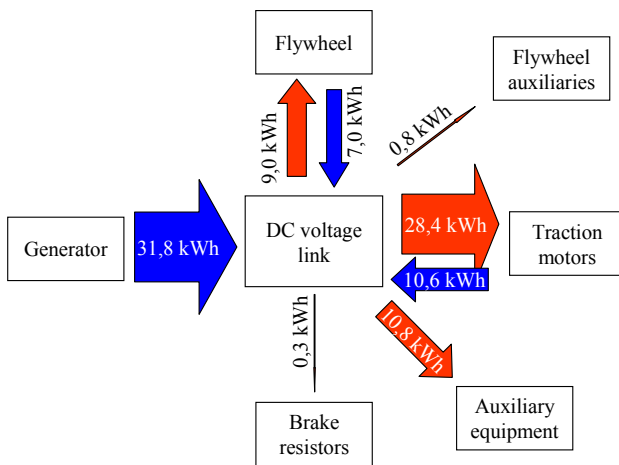 Flywheel
Flywheel
auxiliaries
9,0 kWh
7,0 kWh
0,8 kWh
Generator
31,8 kWh
DC voltage
link
28,4 kWh
10,6 kWh
Traction
motors
0,3 kWh
10,8 kWh
Brake
resistors
Auxiliary
equipment